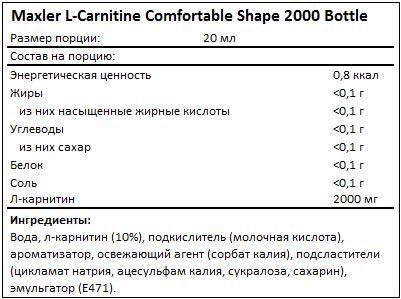 Maxler L-Carnitine Comfortable Shape 2000 Bottle
Размер порции: 20 мл
Состав на порцию:
Энергетическая ценность 0,8 ккал
Жиры <0,1 г
из них насыщенные жирные кислоты <0,1 г
Углеводы <0,1 г
из них сахар <0,1 г
Белок <0,1 г
Соль <0,1 г
Л-карнитин 2000 мг
Ингредиенты:
Вода, л-карнитин (10%), подкислитель (молочная кислота),
ароматизатор, освежающий агент (сорбат калия), подсластители
(цикламат натрия, ацесульфам калия, сукралоза, сахарин),
эмульгатор (Е471).